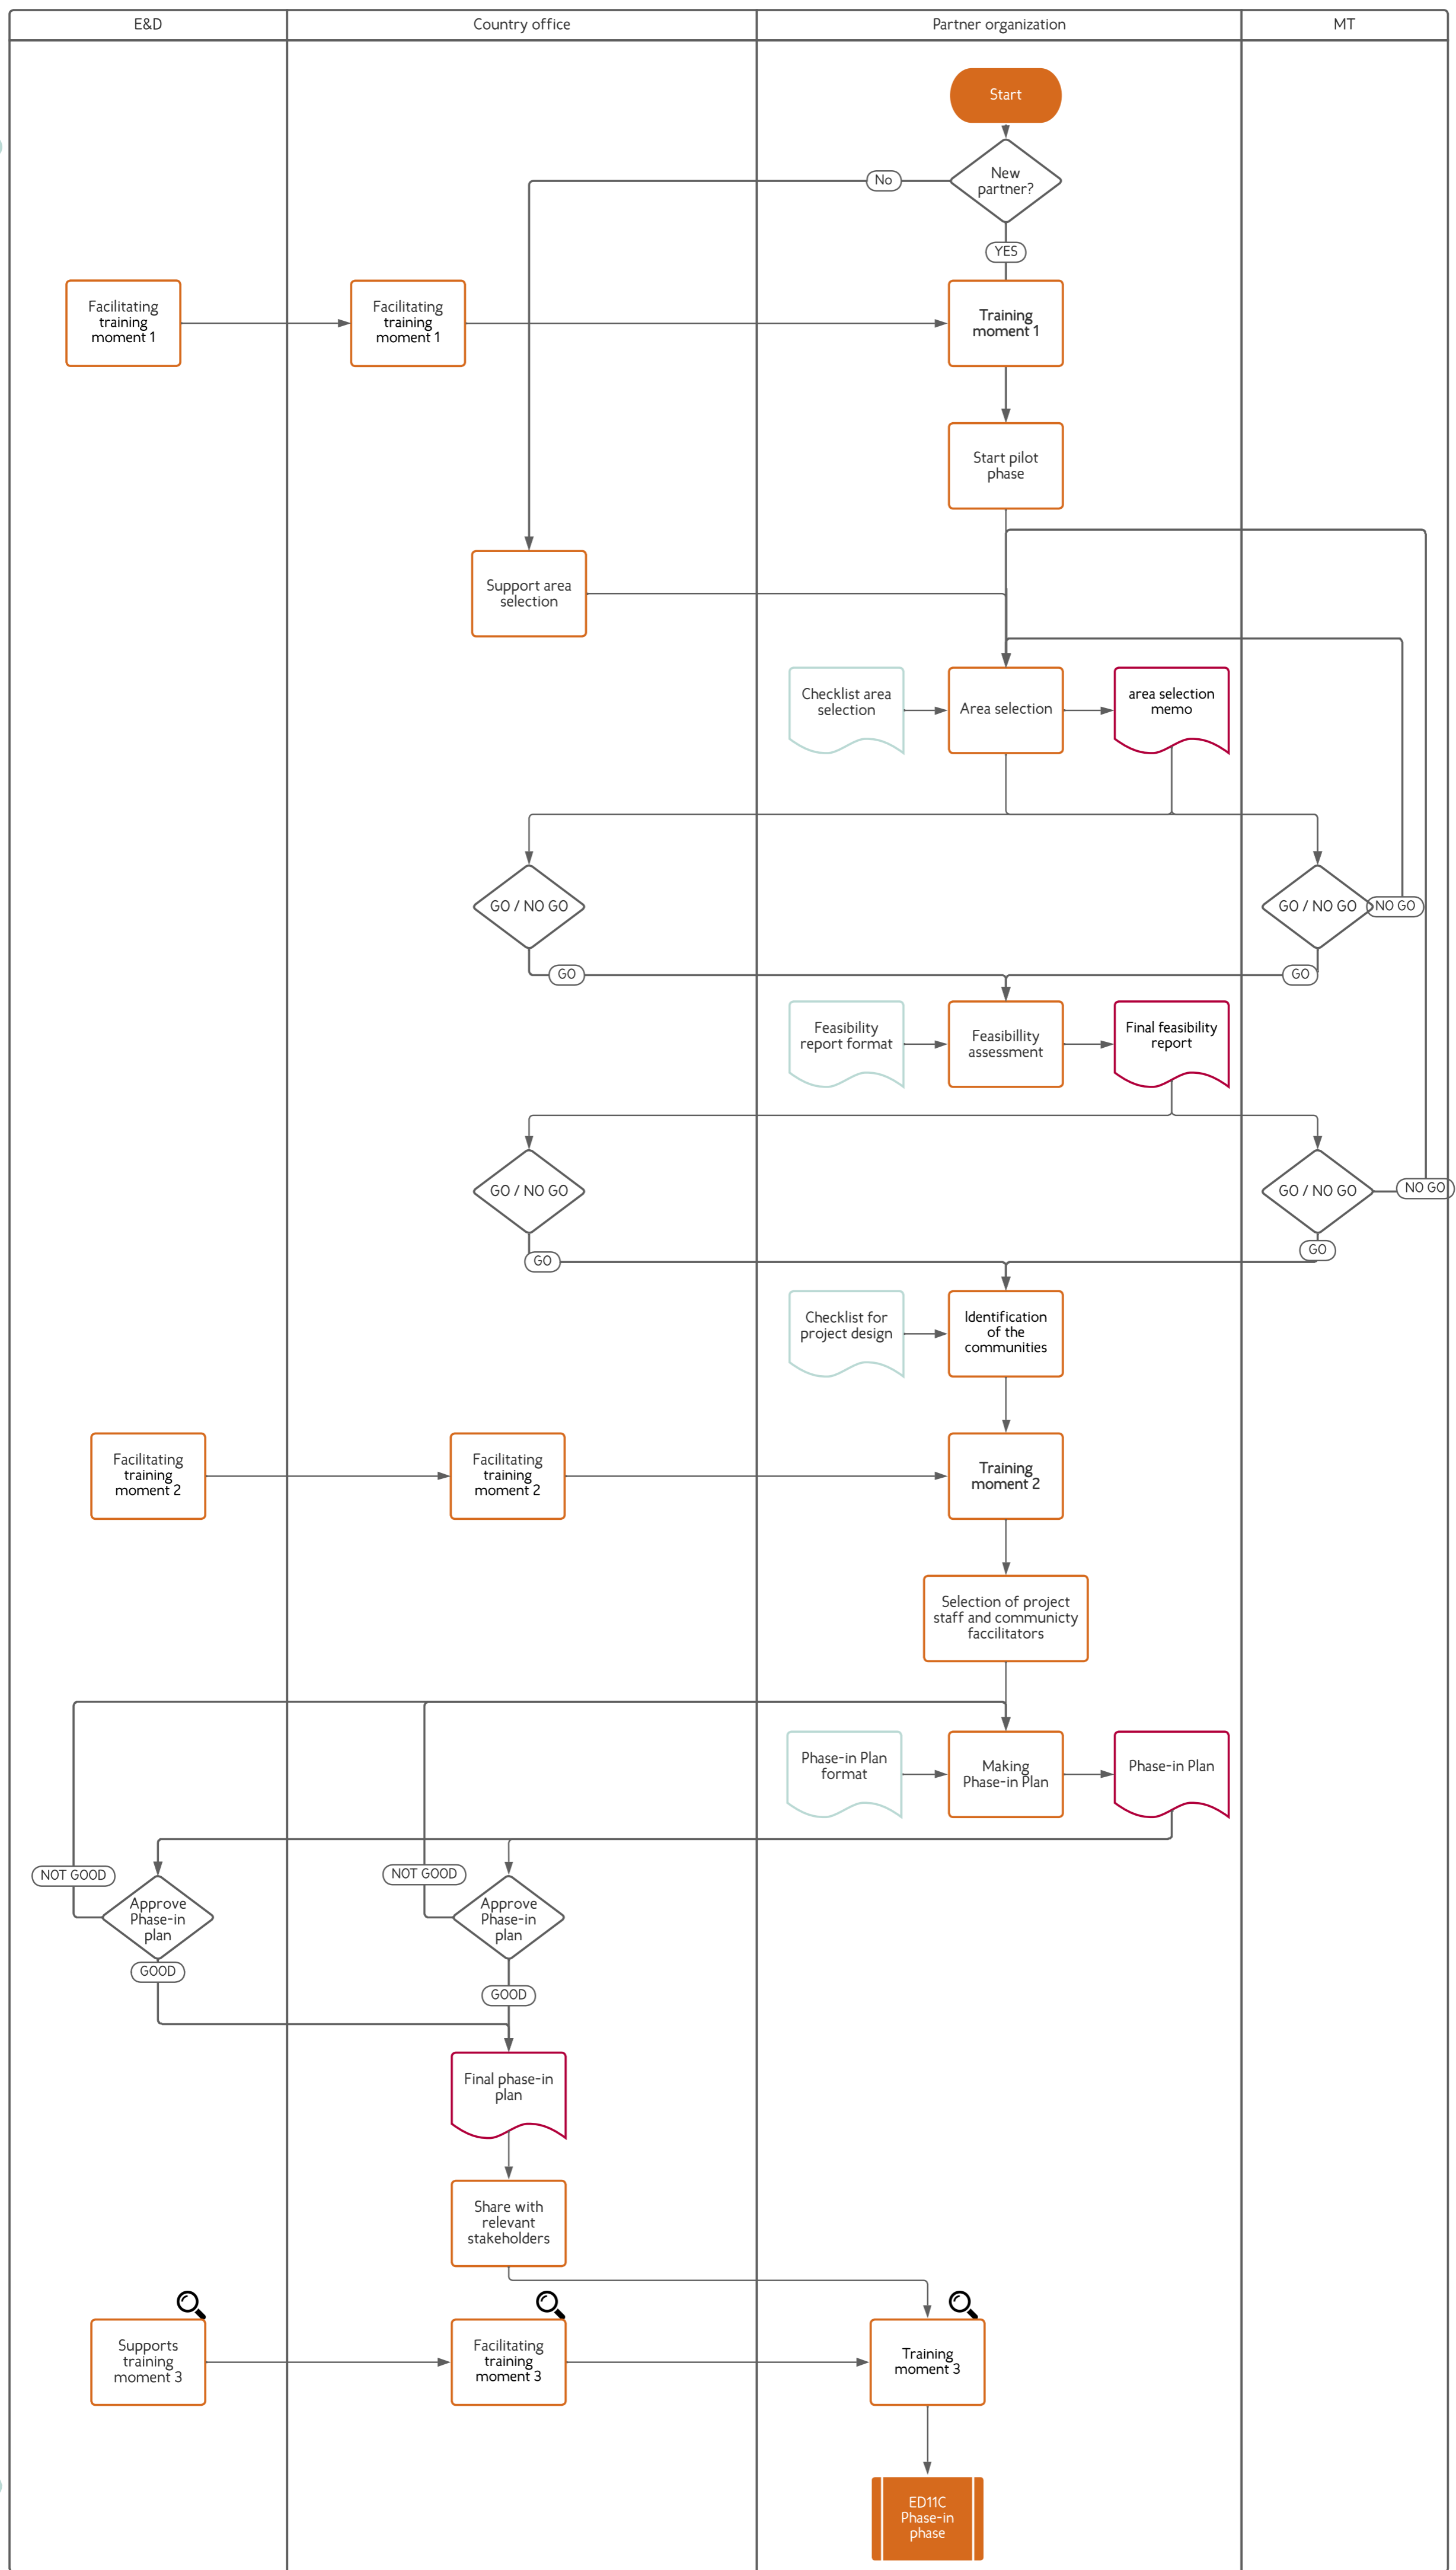 E&D
Country office
Partner organization
MT
Start
New
partner?
No
YES
Facilitating
training
moment 1
Facilitating
training
moment 1
Training
moment 1
Start pilot
phase
Support area
selection
Checklist area
selection
Area selection
area selection
memo
GO / NO GO
GO / NO GO
NO GO
GO
GO
Feasibility
report format
Feasibillity
assessment
Final feasibility
report
GO / NO GO
GO / NO GO
NO GO
GO
GO
Checklist for
project design
Identification
of the
communities
Facilitating
training
moment 2
Facilitating
training
moment 2
Training
moment 2
Selection of project
staff and communicty
faccilitators
Phase-in Plan
format
Making
Phase-in Plan
Phase-in Plan
NOT GOOD
NOT GOOD
Approve
Phase-in
plan
Approve
Phase-in
plan
GOOD
GOOD
Final phase-in
plan
Share with
relevant
stakeholders
Supports
training
moment 3
Facilitating
training
moment 3
Training
moment 3
ED11C
Phase-in
phase